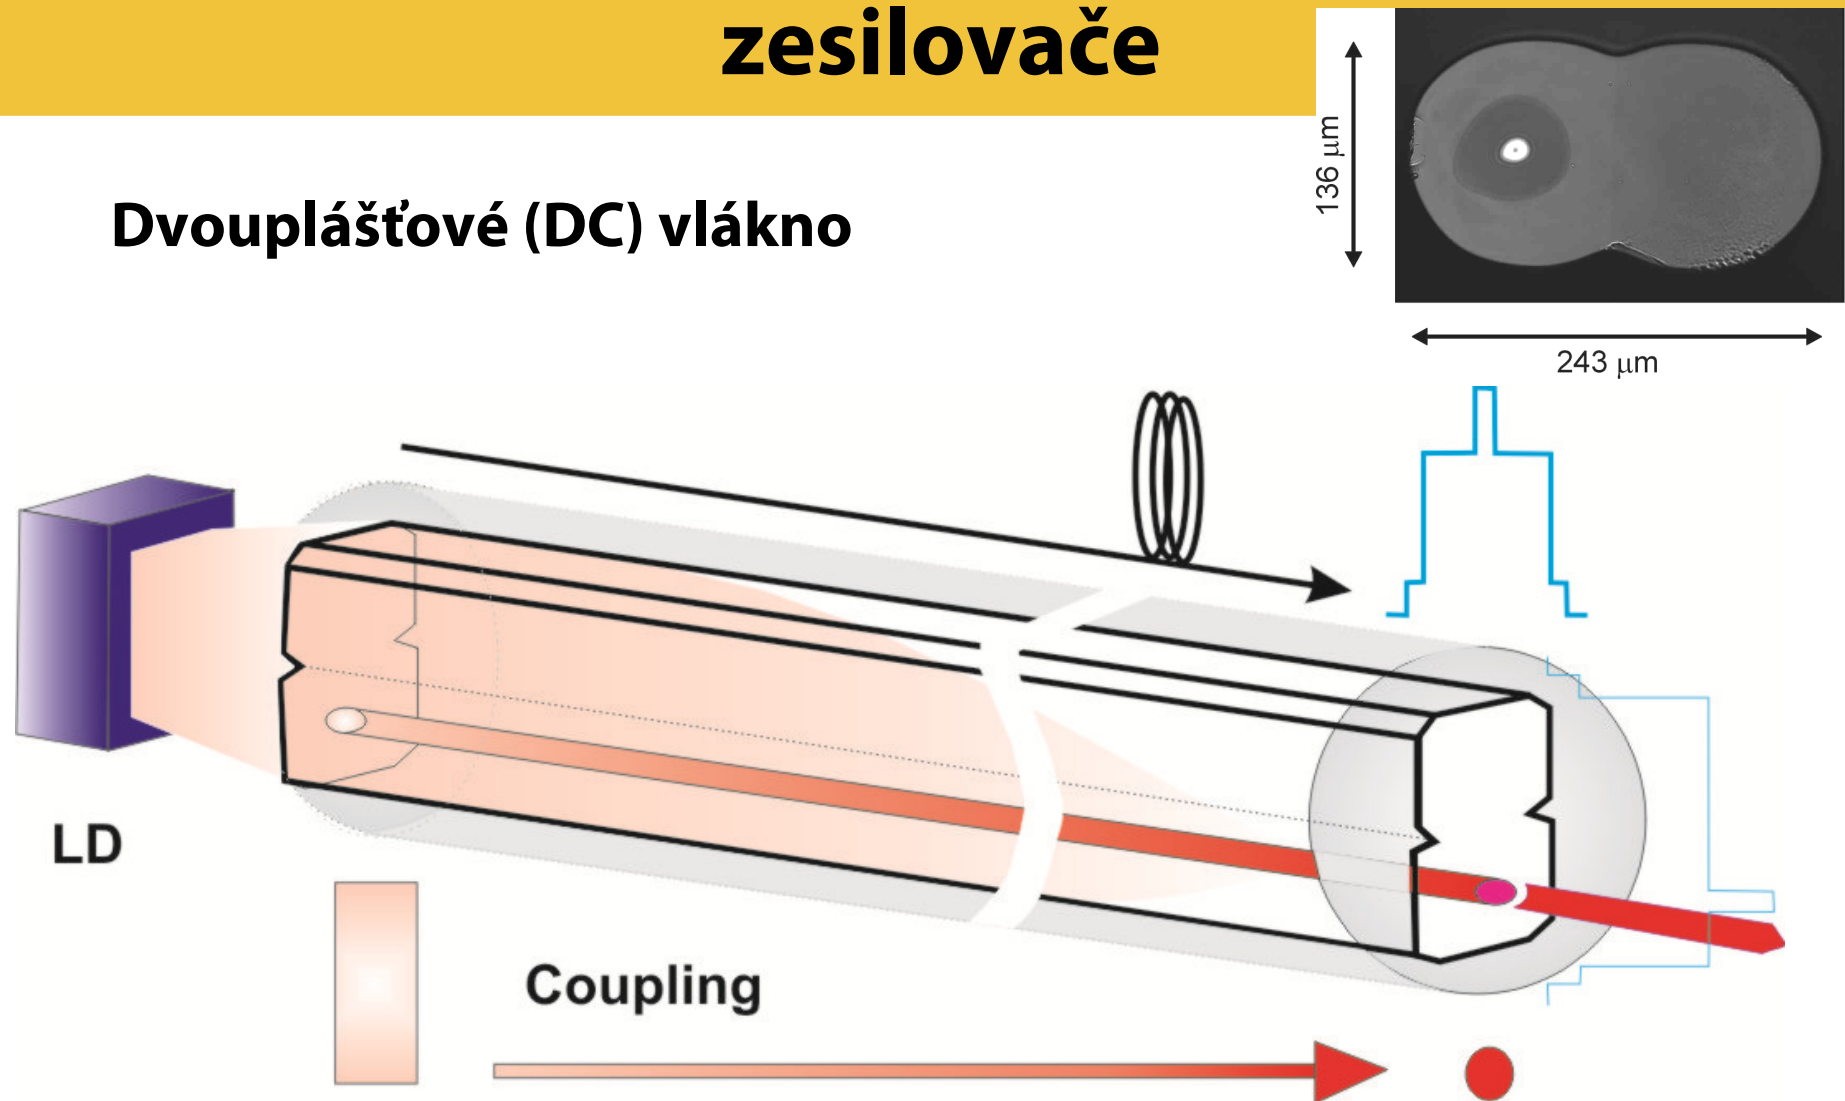 zesilovače
136 μm
Dvouplášťové (DC) vlákno
243 μm
LD
Coupling